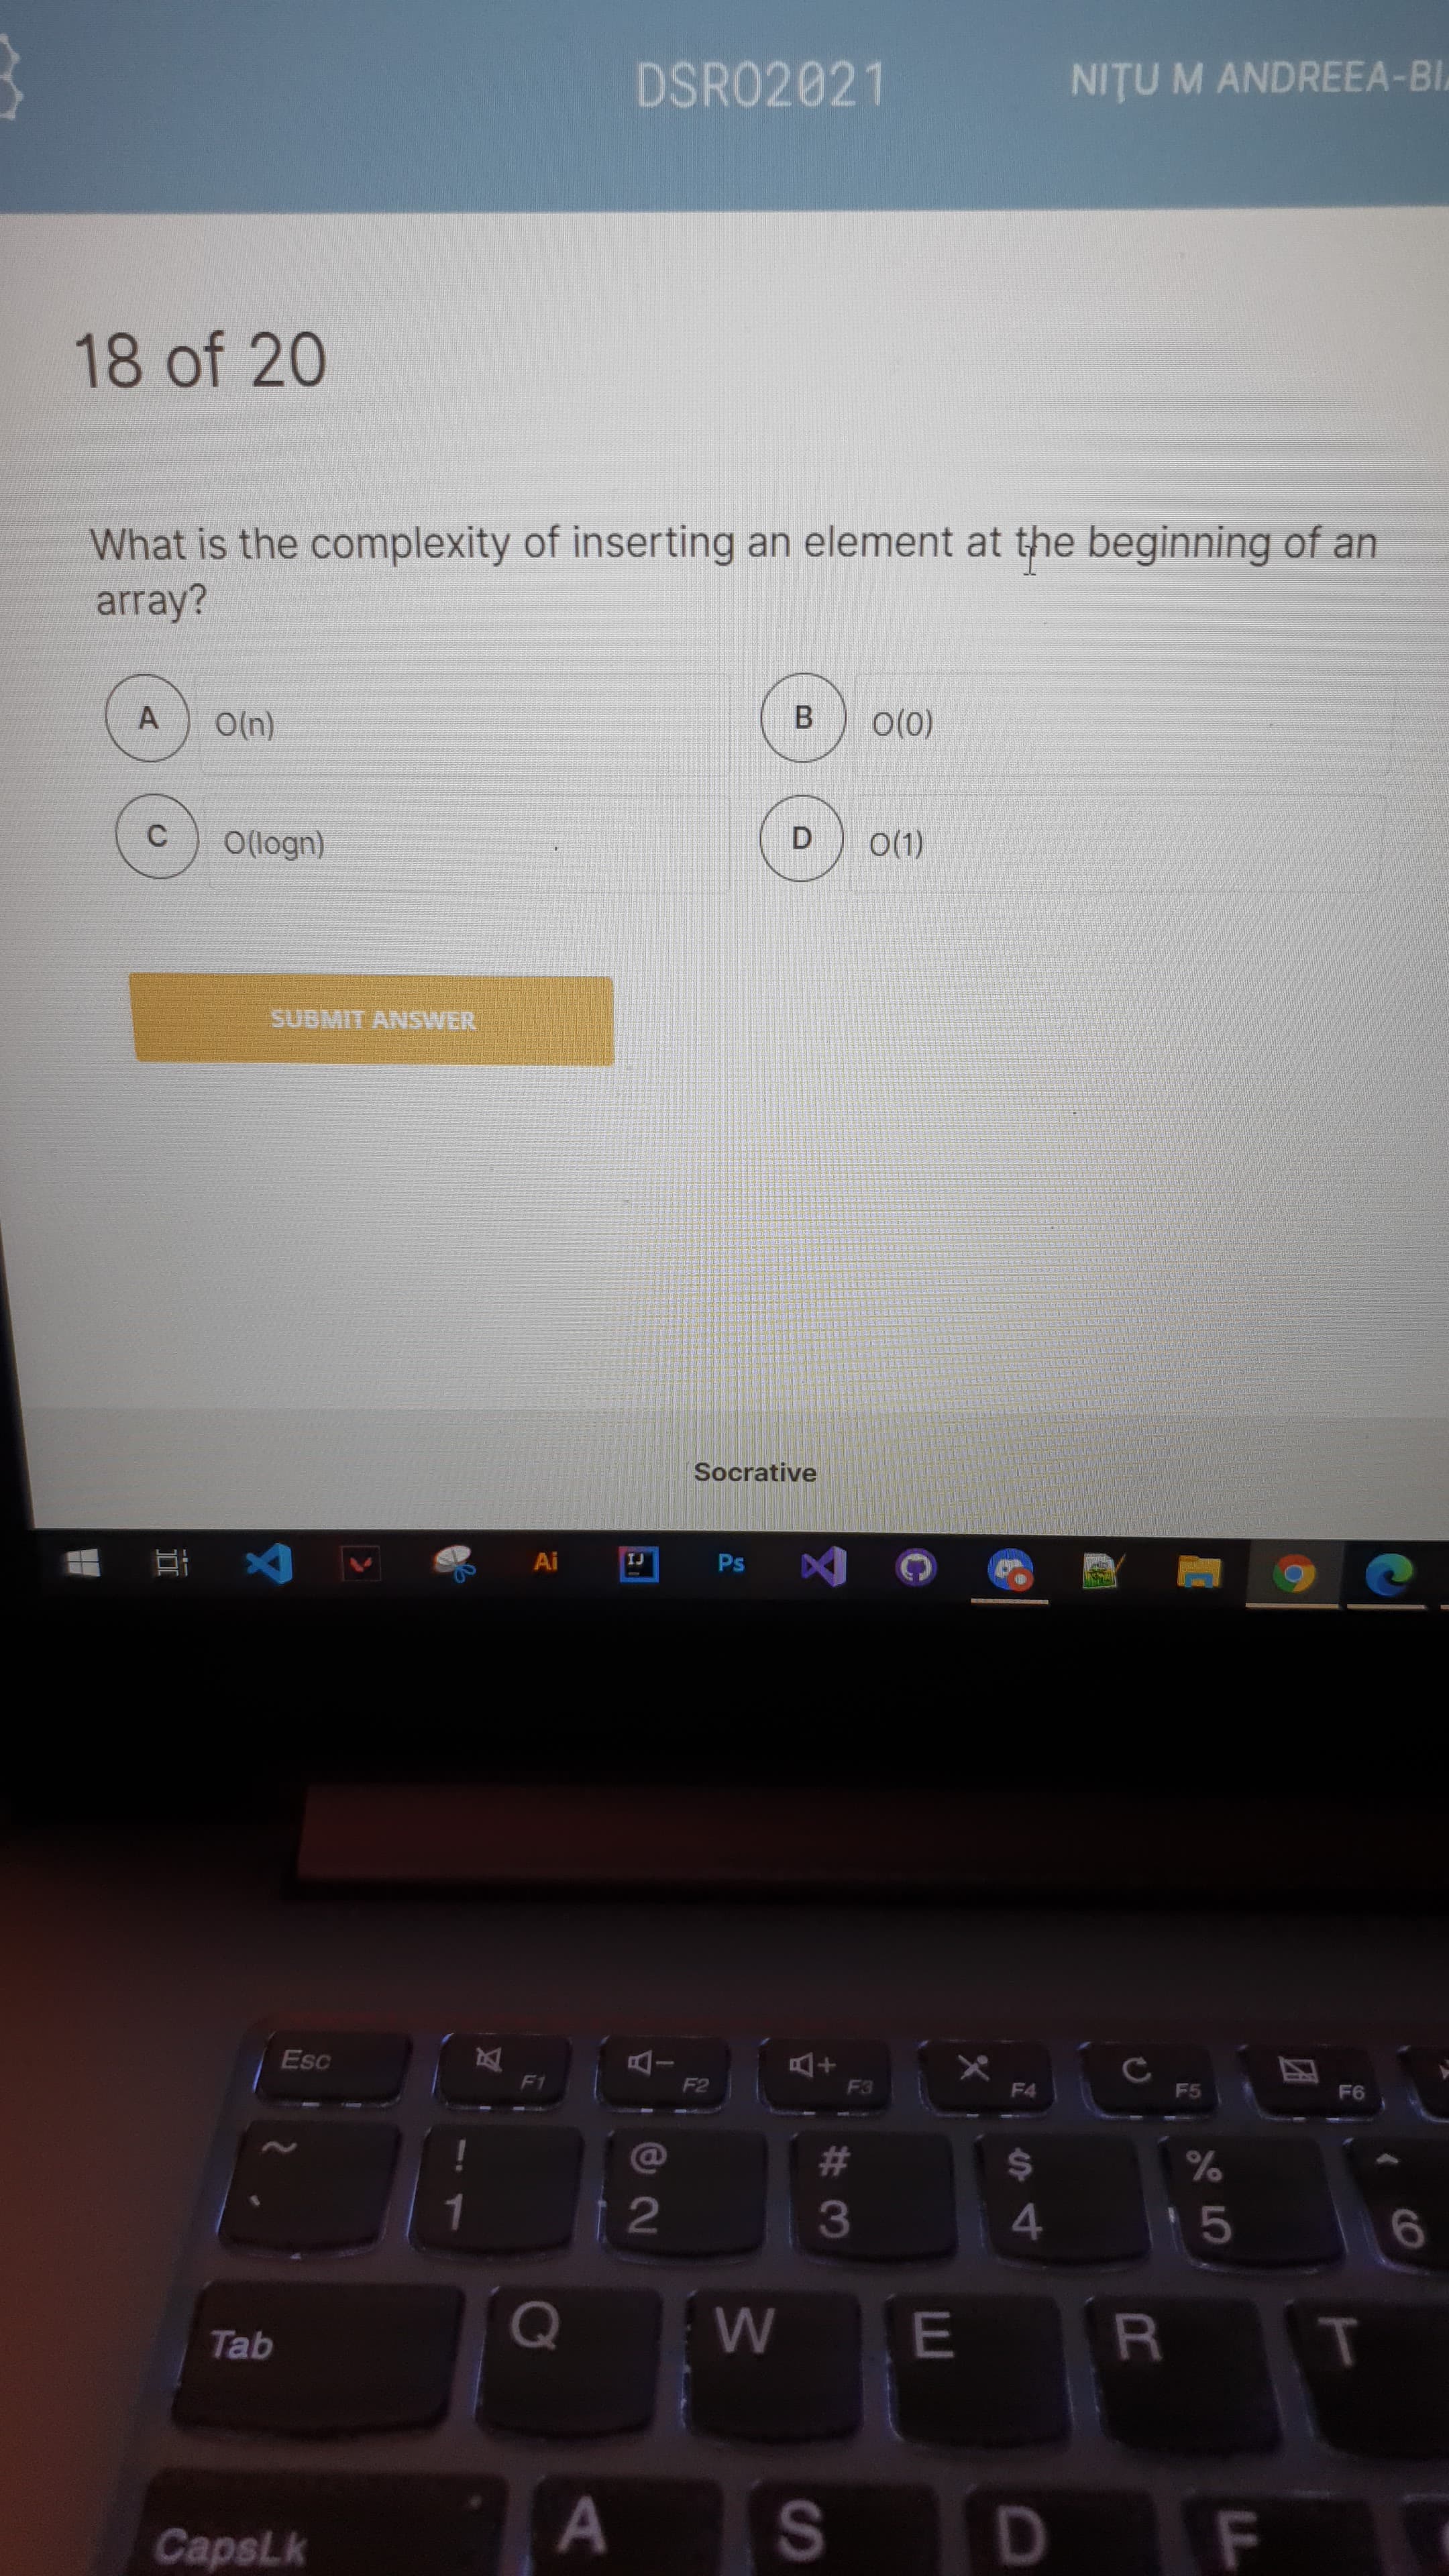 DSRO2021
NIȚU M ANDREEA-BI
18 of 20
What is the complexity of inserting an element at the beginning of an
array?
A O(n)
B O(0)
C O(logn)
D O(1)
SUBMIT ANSWER
Socrative
Ai
IJ
Ps
Esc
F1
F2
F3
F4
F5
F6
~ `
! 1
@ 2
# 3
$ 4
% 5
^ 6
Tab Q W E R T
CapsLk A S D F